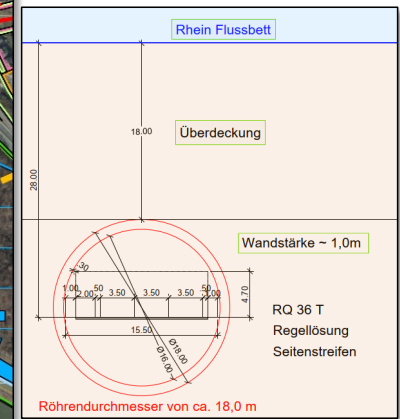 Rhein Flussbett
18.00
Überdeckung
28.00
Wandstärke ~ 1,0m
.30
1.00
2.00
.50
3.50
3.50
3.50
.50
1.00
4.70
15.50
Ø18.00
Ø16.00
RQ 36 T
Regellösung
Seitenstreifen
Röhrendurchmesser von ca. 18,0 m